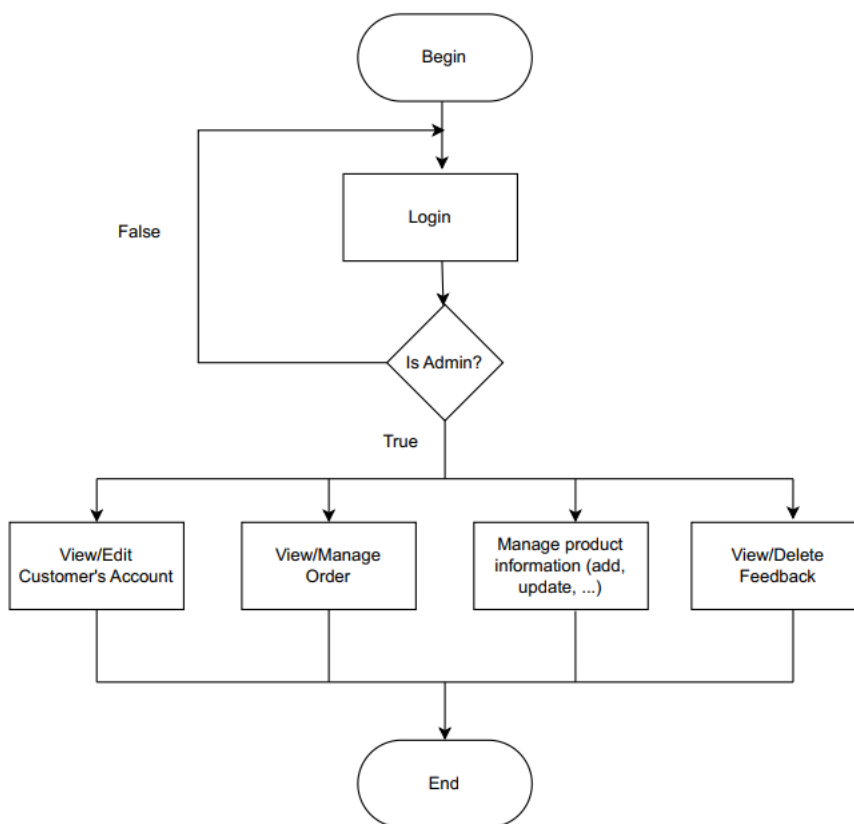 Begin
False
Login
Is Admin?
True
View/Edit
Customer's Account
View/Manage
Order
Manage product
information (add,
update, ...)
View/Delete
Feedback
End